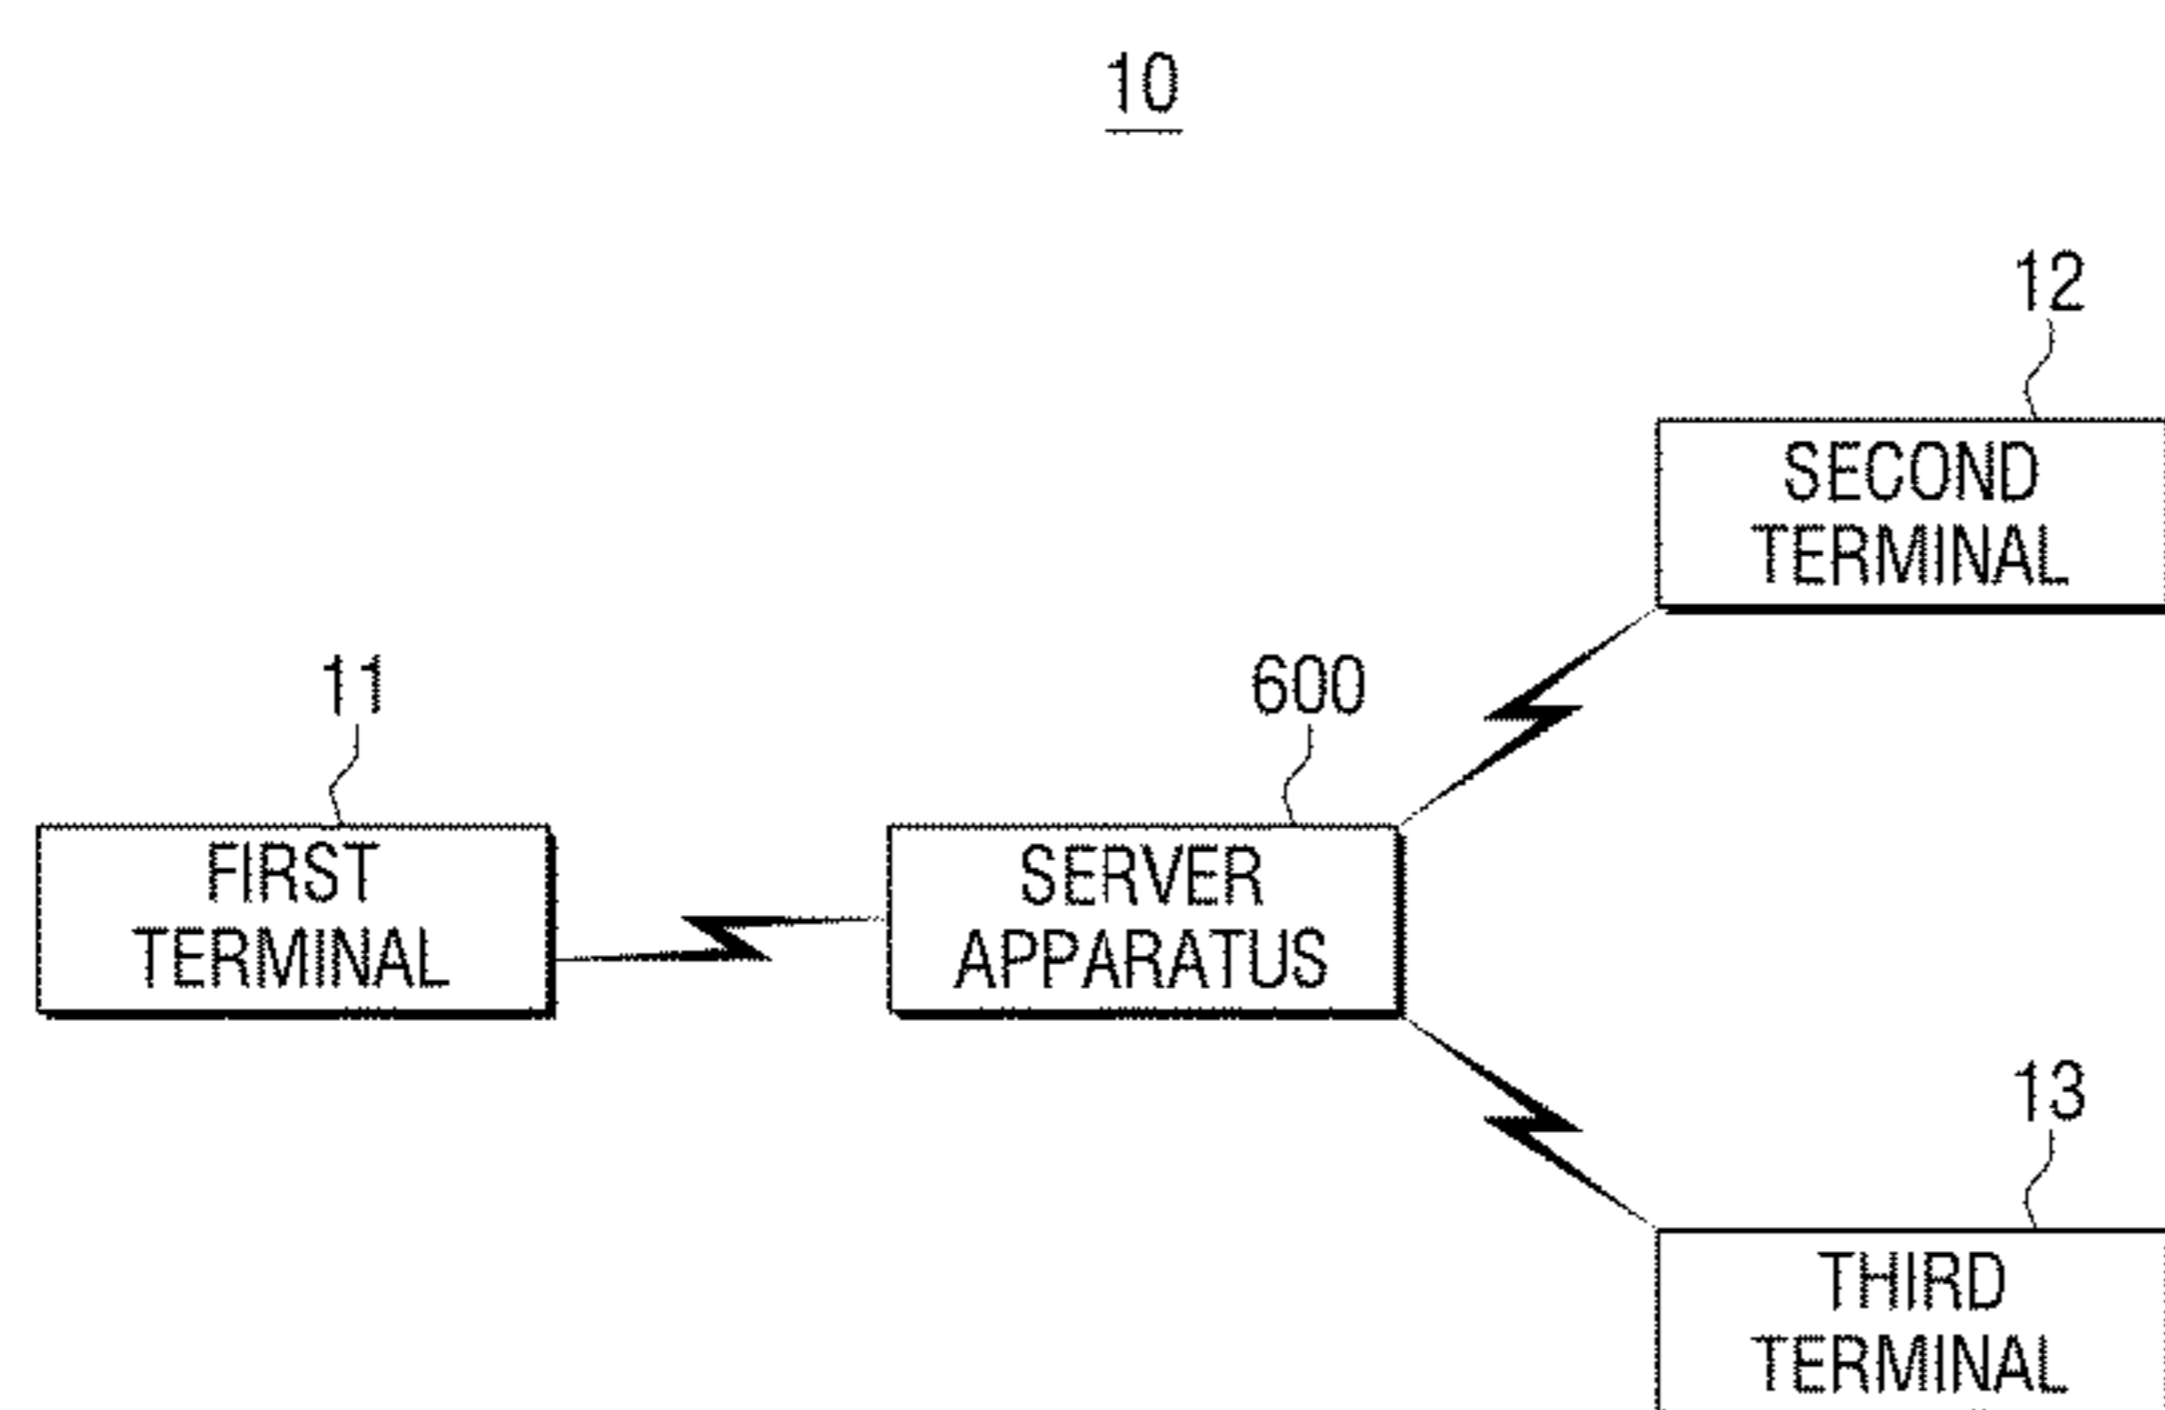 10
12
SECOND
TERMINAL
11
600
FIRST
TERMINAL
SERVER
APPARATUS
13
THIRD
TERMINAL